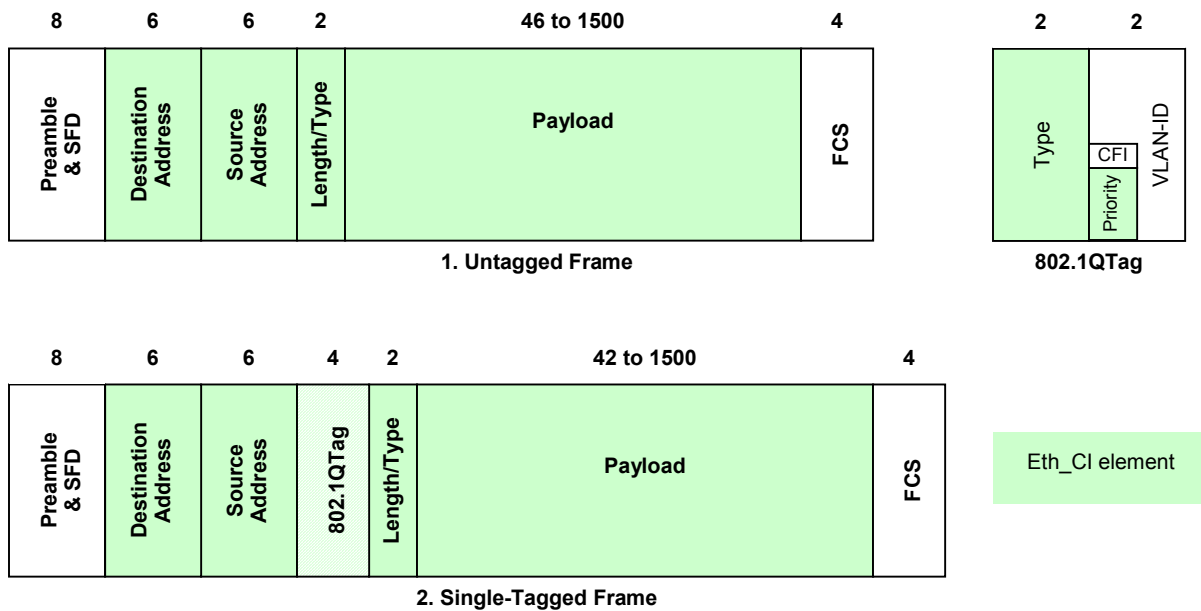 8 6 6 2 46 to 1500 4
Preamble
& SFD
Destination
Address
Source
Address
Length/Type
Payload
FCS
1. Untagged Frame
2 2
Type
CFI
Priority
VLAN-ID
802.1QTag
8 6 6 4 2 42 to 1500 4
Preamble
& SFD
Destination
Address
Source
Address
802.1QTag
Length/Type
Payload
FCS
2. Single-Tagged Frame
Eth_CI element